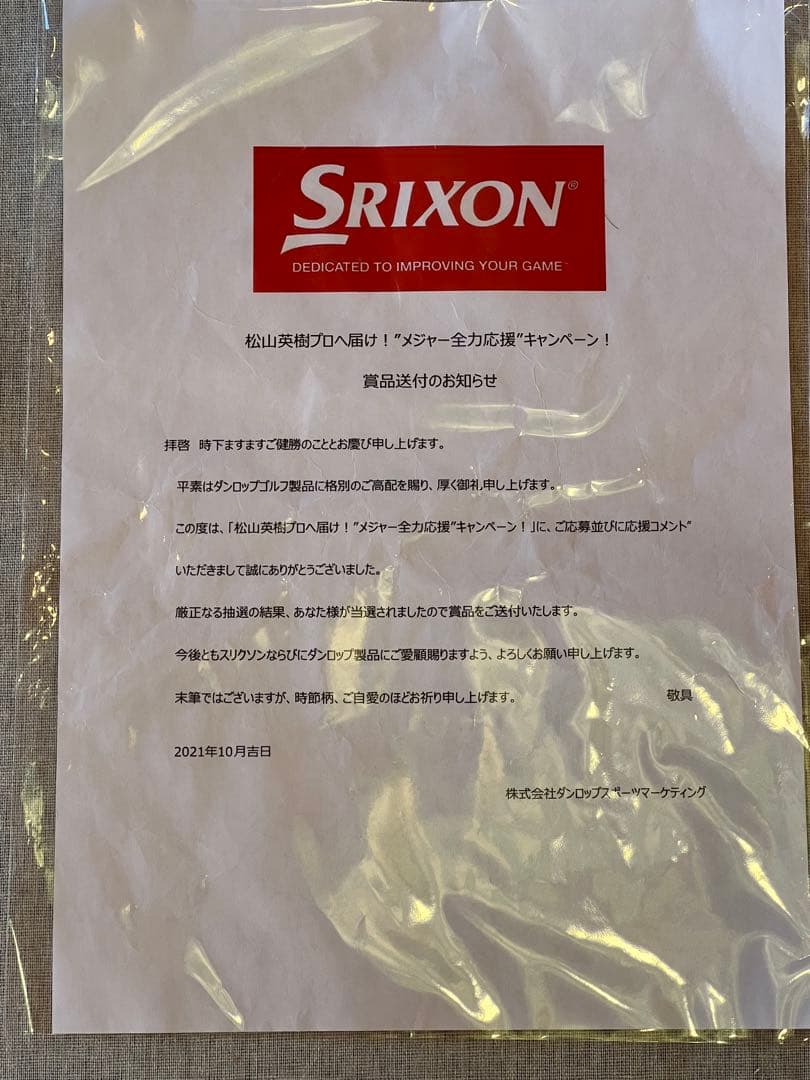 SRIXON®
DEDICATED TO IMPROVING YOUR GAME™
松山英樹プロへ届け！”メジャー全力応援”キャンペーン！
賞品送付のお知らせ
拝啓　時下ますますご健勝のこととお慶び申し上げます。
平素はダンロップゴルフ製品に格別のご高配を賜り、厚く御礼申し上げます。
この度は、「松山英樹プロへ届け！”メジャー全力応援”キャンペーン！」に、ご応募並びに応援コメント
いただきまして誠にありがとうございました。
厳正なる抽選の結果、あなた様が当選されましたので賞品をご送付いたします。
今後ともスリクソンならびにダンロップ製品にご愛顧賜りますよう、よろしくお願い申し上げます。
末筆ではございますが、時節柄、ご自愛のほどお祈り申し上げます。　敬具
2021年10月吉日
株式会社ダンロップスポーツマーケティング